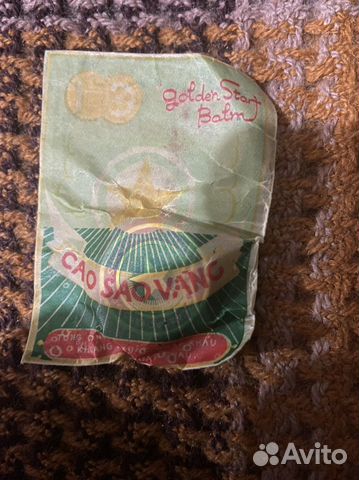 Golden Star
Balm
CAO SAO VÀNG
Avito